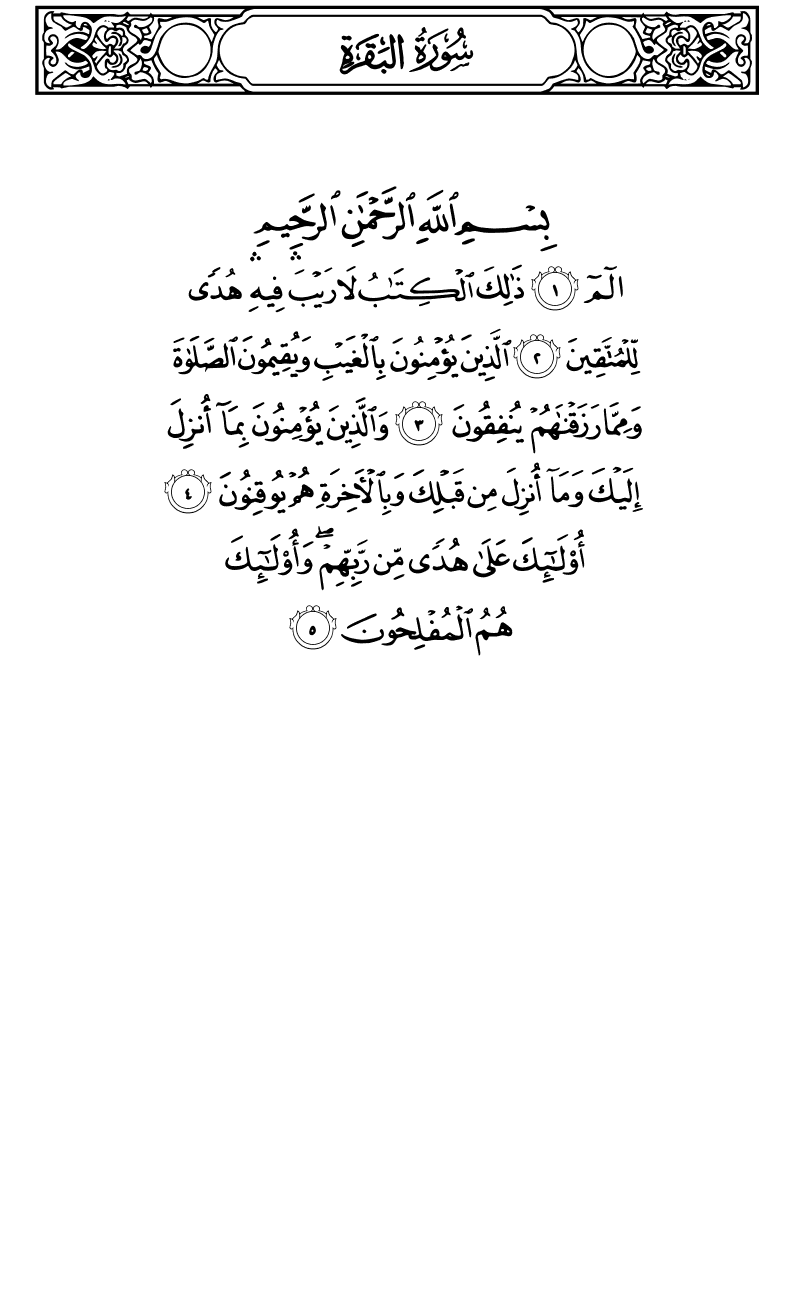 سُورَةُ البَقَرَةِ
بِسْمِ ٱللَّهِ ٱلرَّحْمَٰنِ ٱلرَّحِيمِ
الٓمٓ ١ ذَٰلِكَ ٱلْكِتَٰبُ لَا رَيْبَ ۛ فِيهِ ۛ هُدًى
لِّلْمُتَّقِينَ ٢ ٱلَّذِينَ يُؤْمِنُونَ بِٱلْغَيْبِ وَيُقِيمُونَ ٱلصَّلَوٰةَ
وَمِمَّا رَزَقْنَٰهُمْ يُنفِقُونَ ٣ وَٱلَّذِينَ يُؤْمِنُونَ بِمَآ أُنزِلَ
إِلَيْكَ وَمَآ أُنزِلَ مِن قَبْلِكَ وَبِٱلْأَخِرَةِ هُمْ يُوقِنُونَ ٤
أُوْلَٰٓئِكَ عَلَىٰ هُدًى مِّن رَّبِّهِمْ ۖ وَأُوْلَٰٓئِكَ
هُمُ ٱلْمُفْلِحُونَ ٥